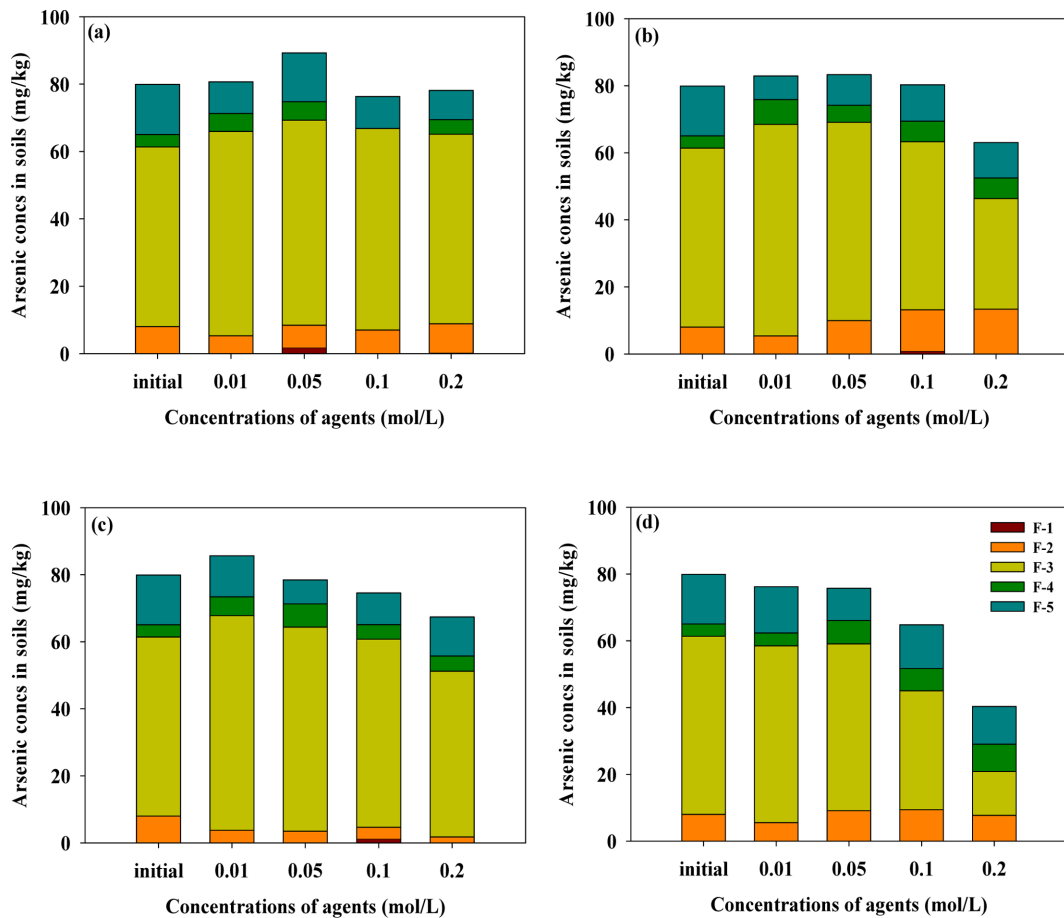 (a)
100
80
60
40
20
0
Arsenic concs in soils (mg/kg)
initial 0.01 0.05 0.1 0.2
Concentrations of agents (mol/L)
(b)
100
80
60
40
20
0
Arsenic concs in soils (mg/kg)
initial 0.01 0.05 0.1 0.2
Concentrations of agents (mol/L)
(c)
100
80
60
40
20
0
Arsenic concs in soils (mg/kg)
initial 0.01 0.05 0.1 0.2
Concentrations of agents (mol/L)
(d)
100
80
60
40
20
0
Arsenic concs in soils (mg/kg)
F-1
F-2
F-3
F-4
F-5
initial 0.01 0.05 0.1 0.2
Concentrations of agents (mol/L)